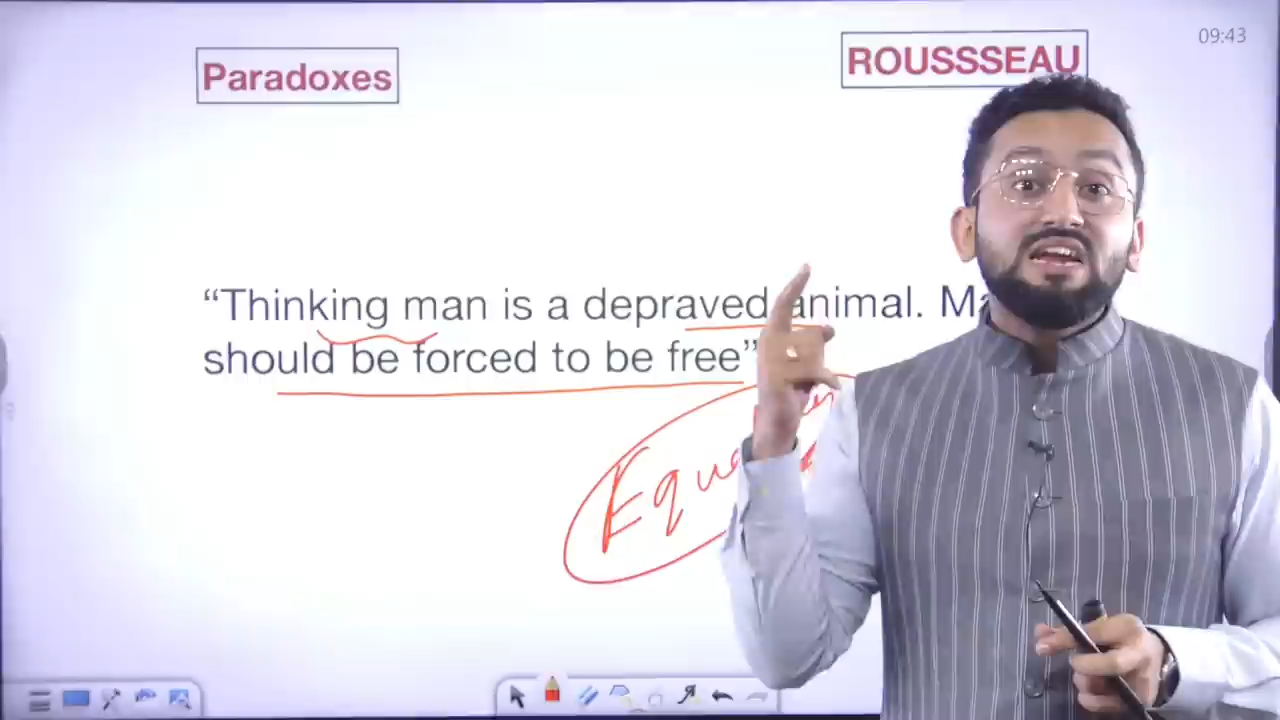 Paradoxes
ROUSSSEAU
09:43
“Thinking man is a depraved animal.
should be forced to be free”